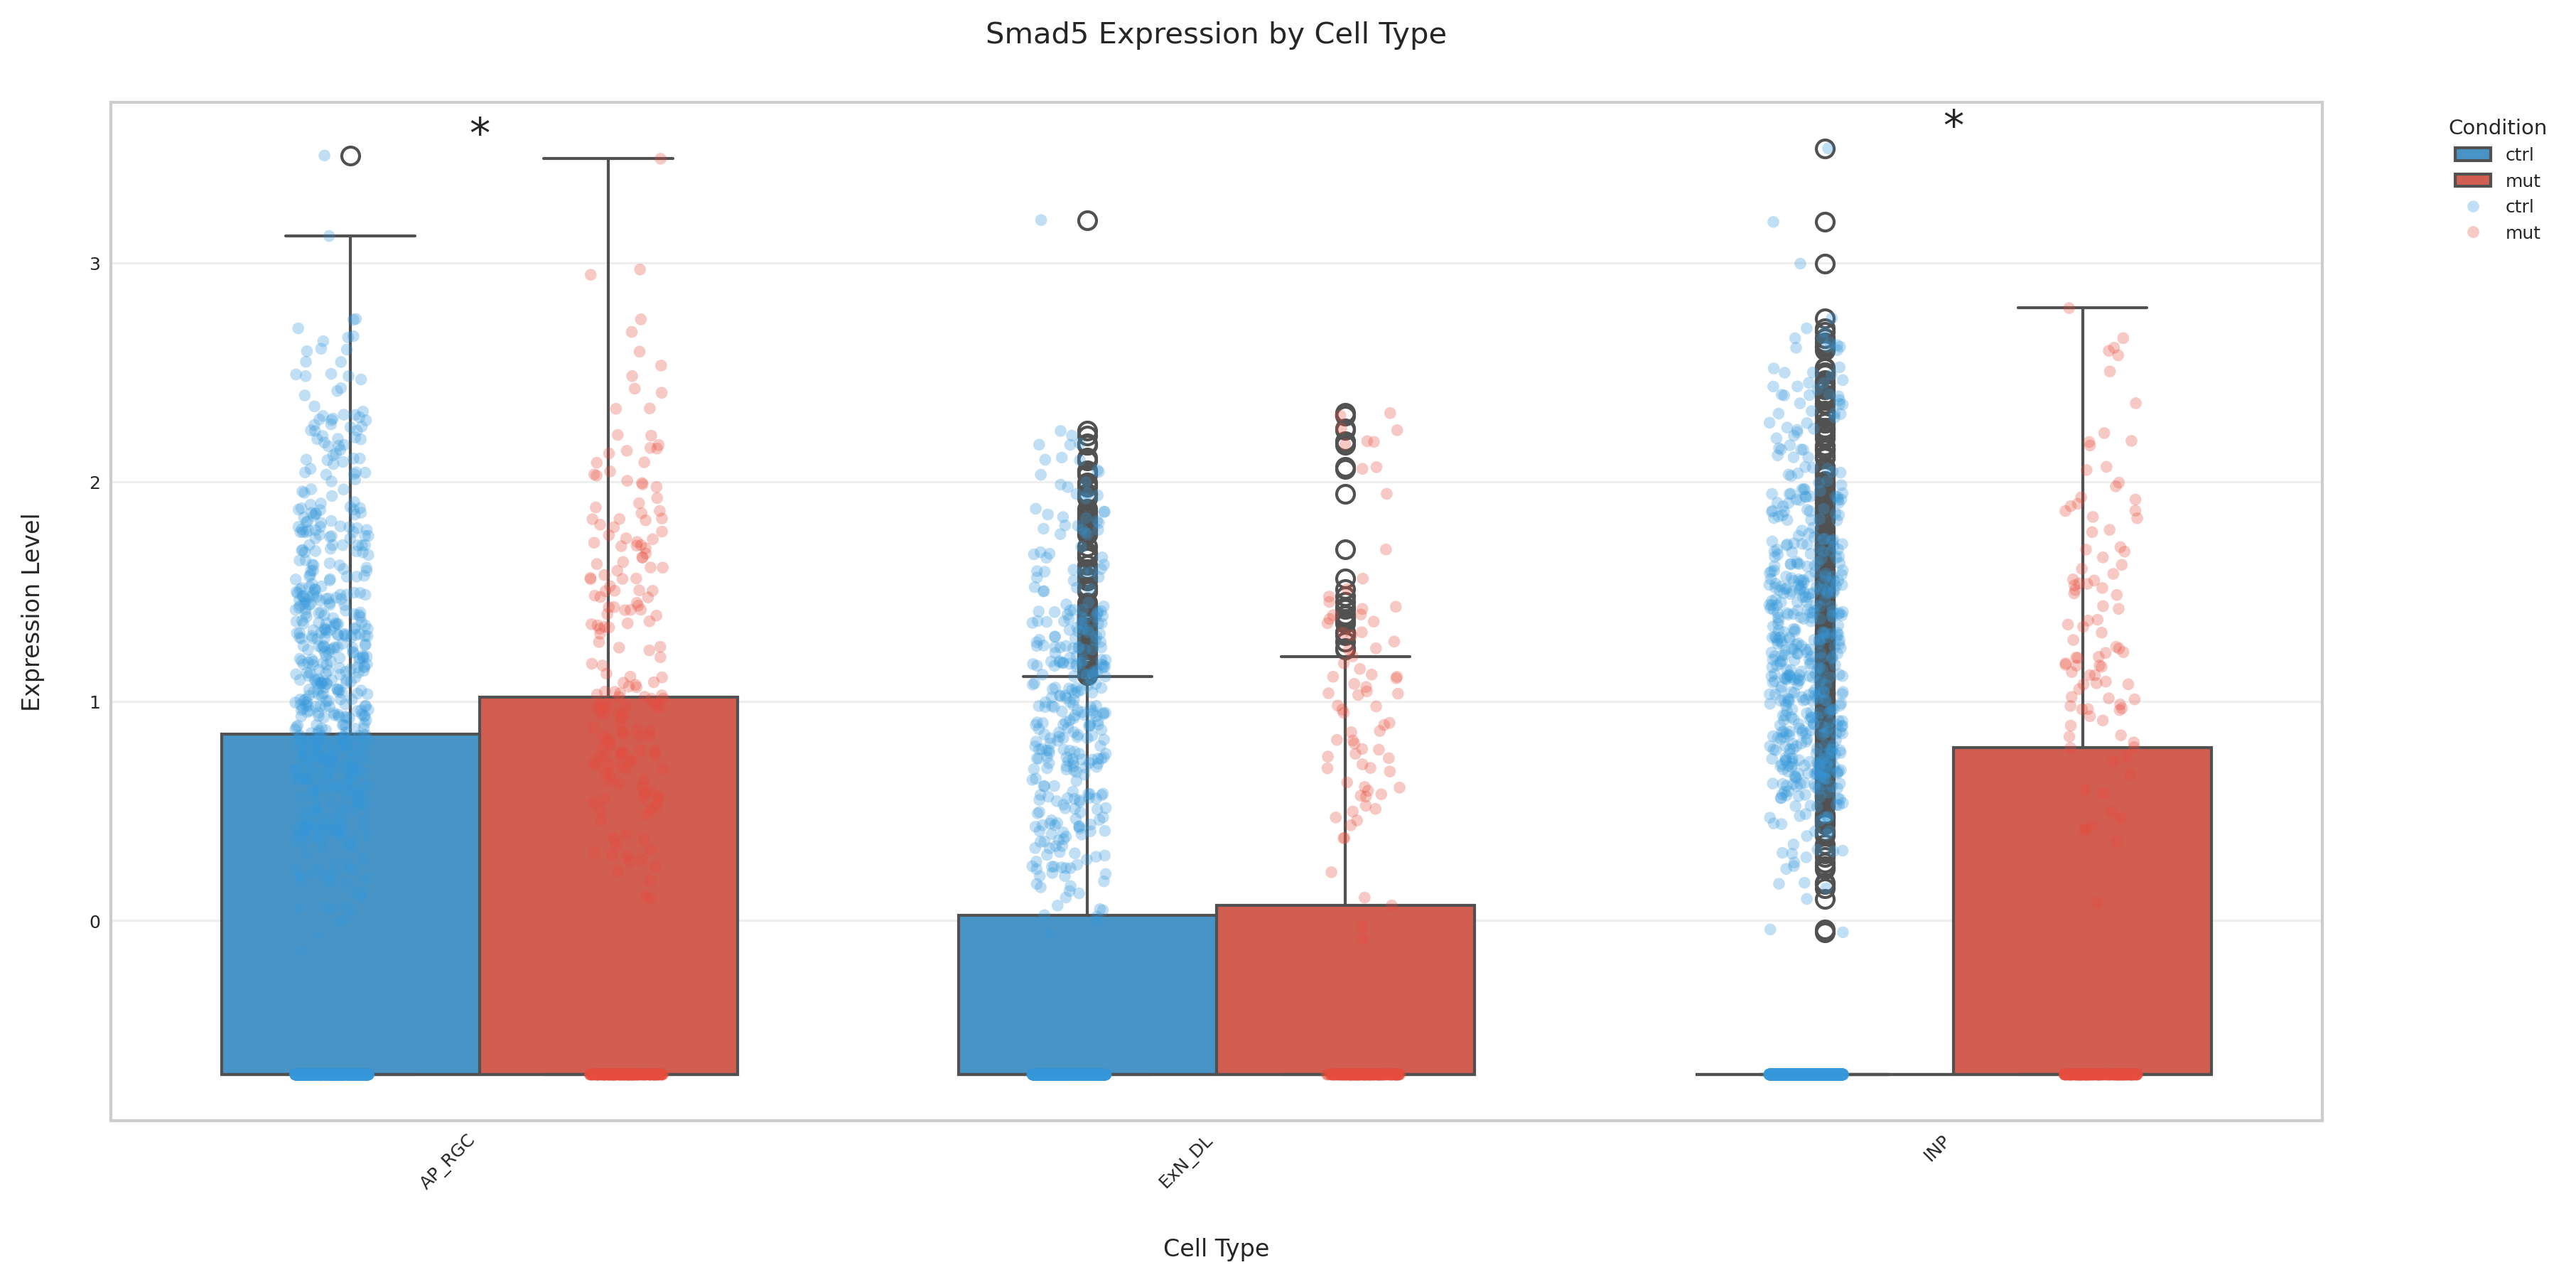 Smad5 Expression by Cell Type
*
*
Condition
ctrl
mut
ctrl
mut
3
2
1
0
Expression Level
AP_RGC
ExN_DL
INP
Cell Type